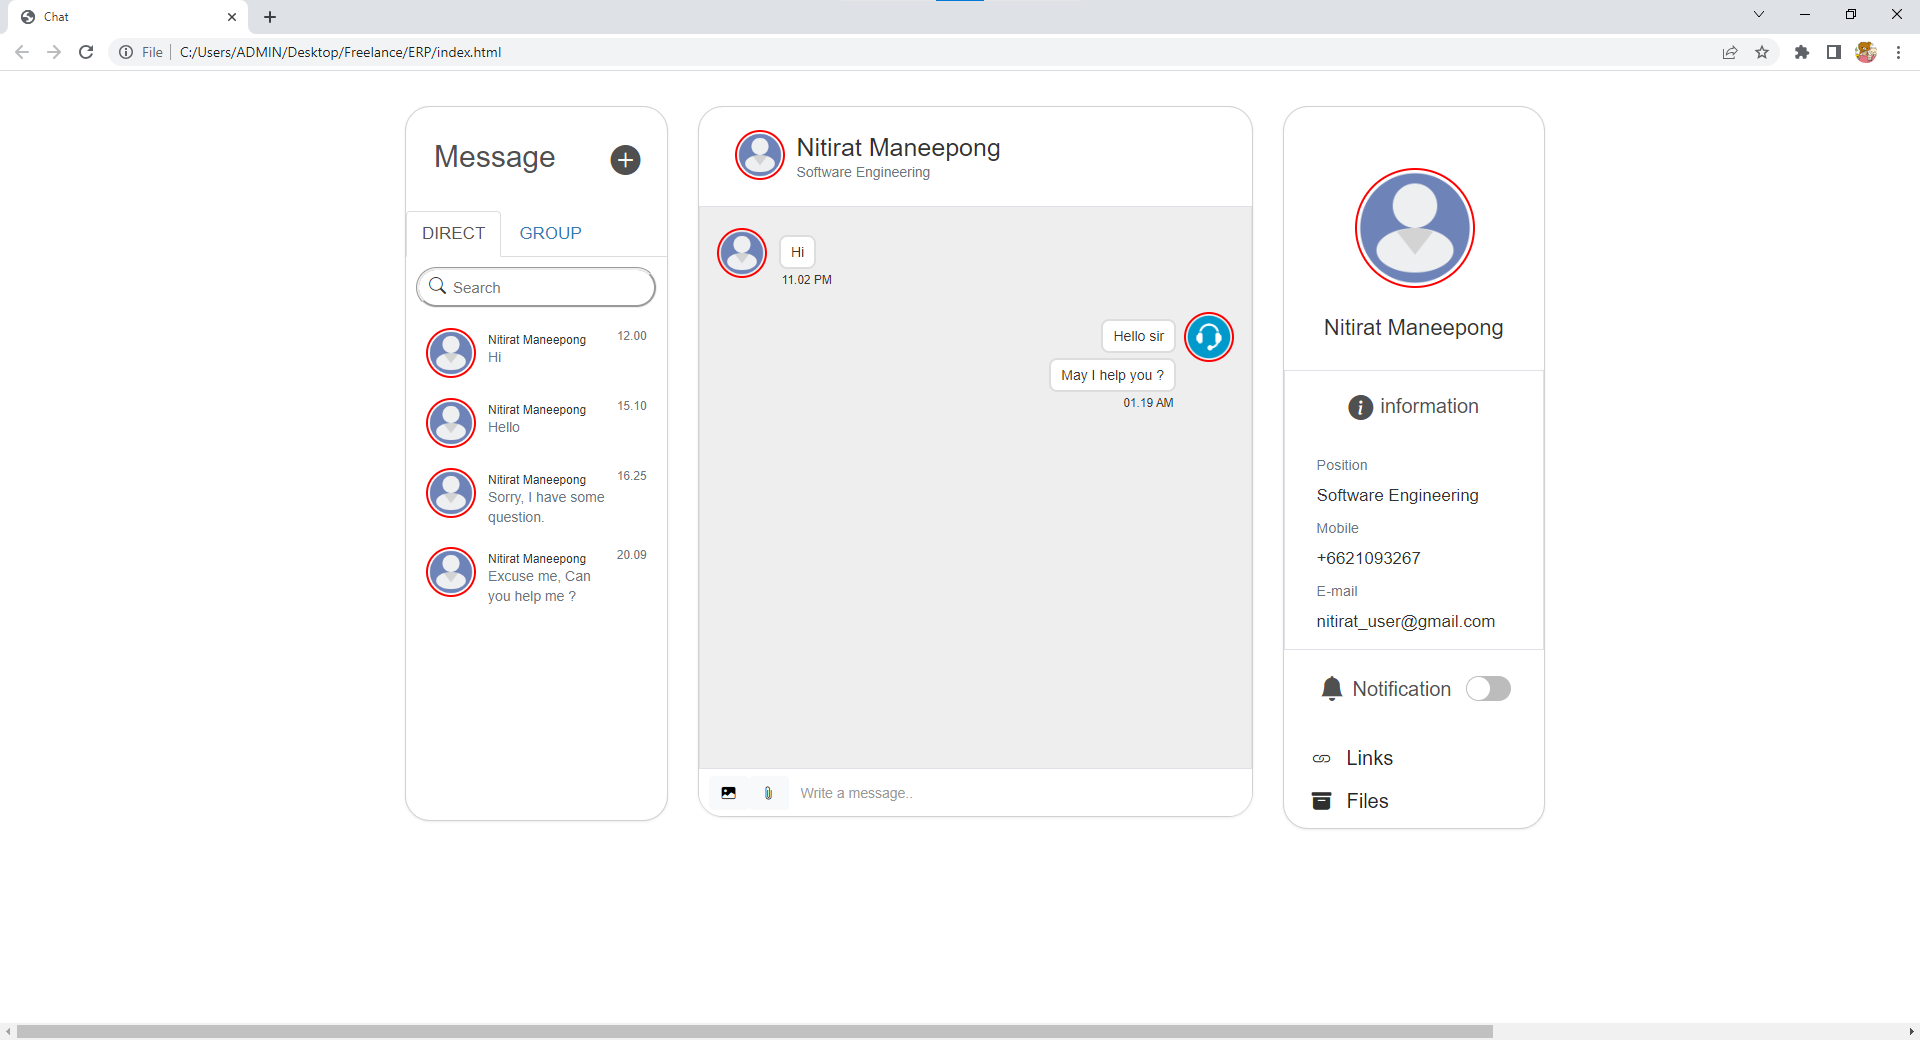 Chat
File
C:/Users/ADMIN/Desktop/Freelance/ERP/index.html
Message
DIRECT
GROUP
Search
Nitirat Maneepong
12.00
Hi
Nitirat Maneepong
15.10
Hello
Nitirat Maneepong
16.25
Sorry, I have some
question.
Nitirat Maneepong
20.09
Excuse me, Can
you help me ?
Nitirat Maneepong
Software Engineering
Hi
11.02 PM
Hello sir
May I help you ?
01.19 AM
Write a message..
Nitirat Maneepong
information
Position
Software Engineering
Mobile
+6621093267
E-mail
nitirat_user@gmail.com
Notification
Links
Files